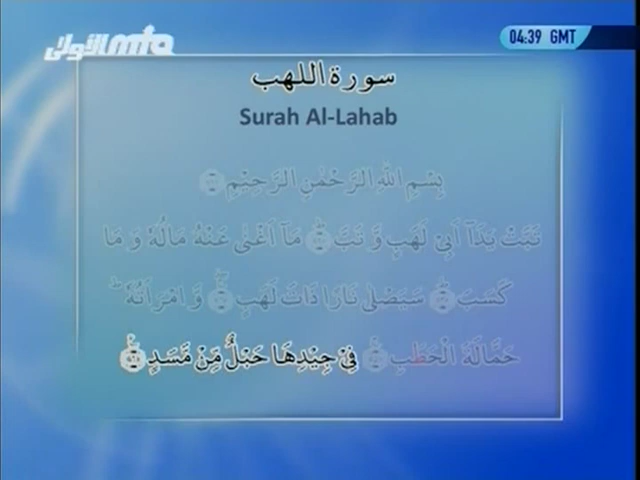 mta الأولى
04:39 GMT
سورة اللهب
Surah Al-Lahab
بِسْمِ اللّٰهِ الرَّحْمٰنِ الرَّحِيْمِ
تَبَّتْ يَدَآ اَبِيْ لَهَبٍ وَّ تَبَّ مَآ اَغْنٰى عَنْهُ مَالُهٗ وَ مَا
كَسَبَ سَيَصْلٰى نَارًا ذَاتَ لَهَبٍ وَّ امْرَاَتُهٗ ؕ
حَمَّالَةَ الْحَطَبِ فِيْ جِيْدِهَا حَبْلٌ مِّنْ مَّسَدٍ